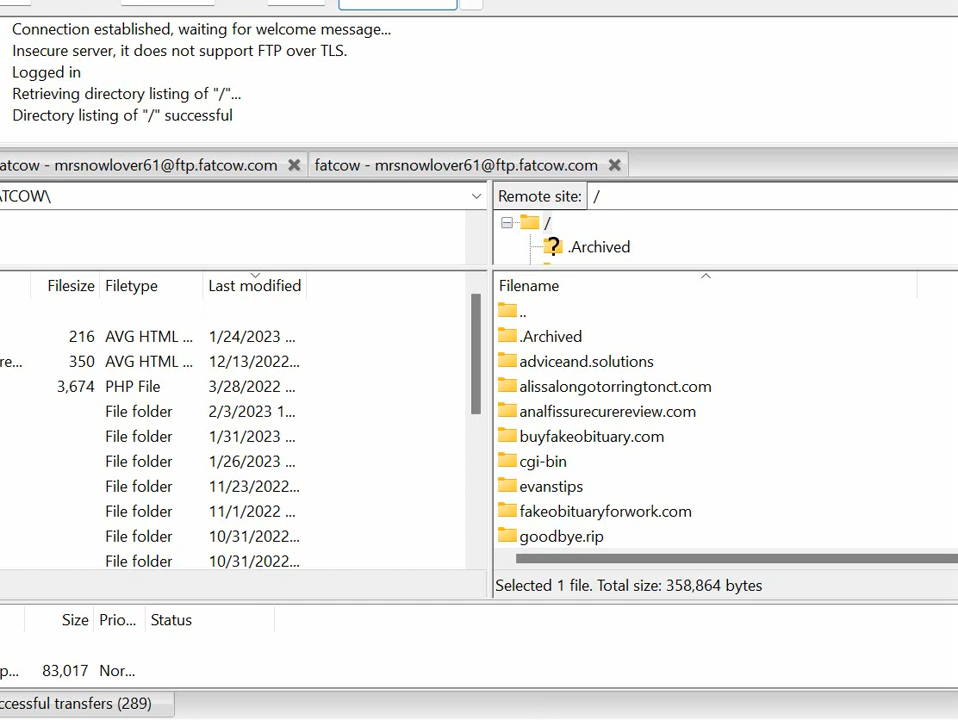 Connection established, waiting for welcome message...
Insecure server, it does not support FTP over TLS.
Logged in
Retrieving directory listing of "/"...
Directory listing of "/" successful
atcow - mrsnowlover61@ftp.fatcow.com
fatcow - mrsnowlover61@ftp.fatcow.com
ATCOW\
Remote site: /
/
? .Archived
Filesize Filetype Last modified
216 AVG HTML ... 1/24/2023 ...
re... 350 AVG HTML ... 12/13/2022...
3,674 PHP File 3/28/2022 ...
File folder 2/3/2023 1...
File folder 1/31/2023 ...
File folder 1/26/2023 ...
File folder 11/23/2022...
File folder 11/1/2022 ...
File folder 10/31/2022...
File folder 10/31/2022...
Filename
..
.Archived
adviceand.solutions
alissalongotorringtonct.com
analfissurecurereview.com
buyfakeobituary.com
cgi-bin
evanstips
fakeobituaryforwork.com
goodbye.rip
Selected 1 file. Total size: 358,864 bytes
Size Prio... Status
p... 83,017 Nor...
ccessful transfers (289)